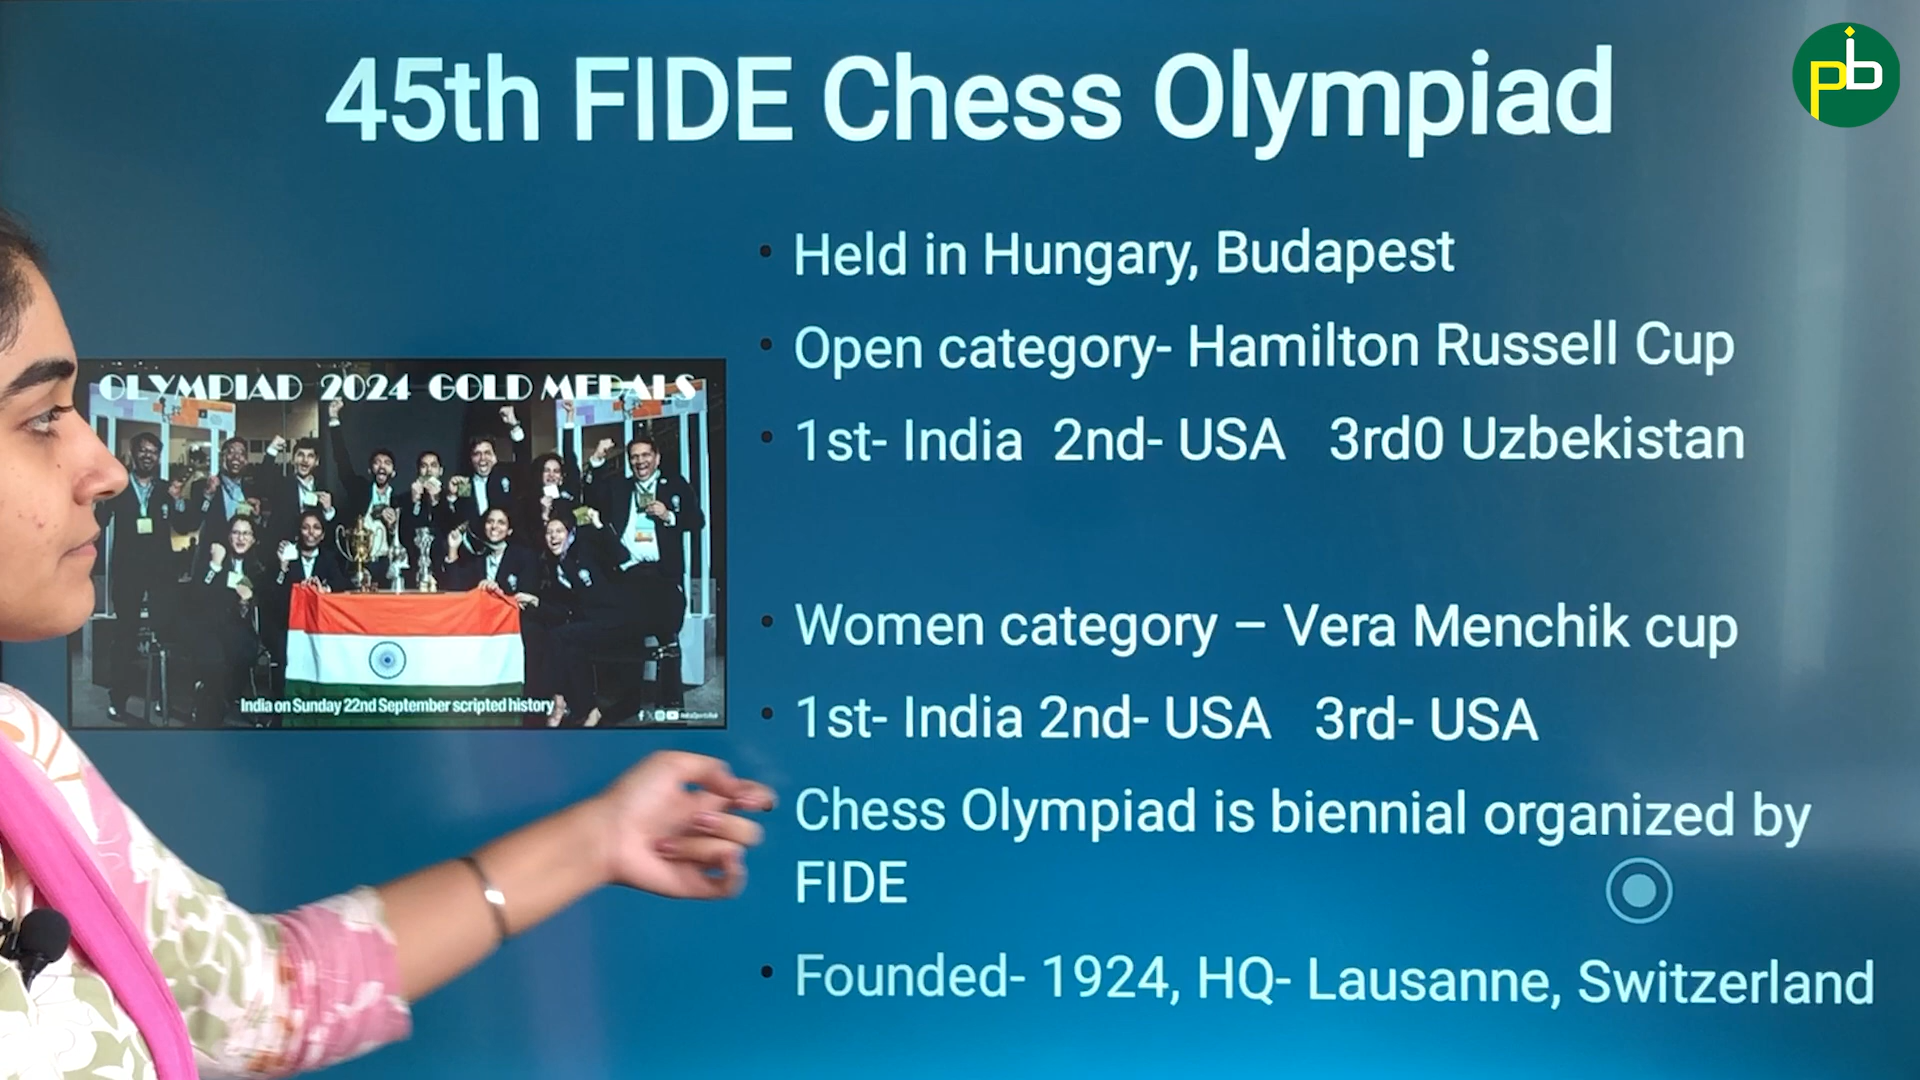 45th FIDE Chess Olympiad
pb
Held in Hungary, Budapest
Open category- Hamilton Russell Cup
1st- India 2nd- USA 3rd0 Uzbekistan
OLYMPIAD 2024 GOLD MEDALS
India on Sunday 22nd September scripted history
Women category – Vera Menchik cup
1st- India 2nd- USA 3rd- USA
Chess Olympiad is biennial organized by
FIDE
Founded- 1924, HQ- Lausanne, Switzerland